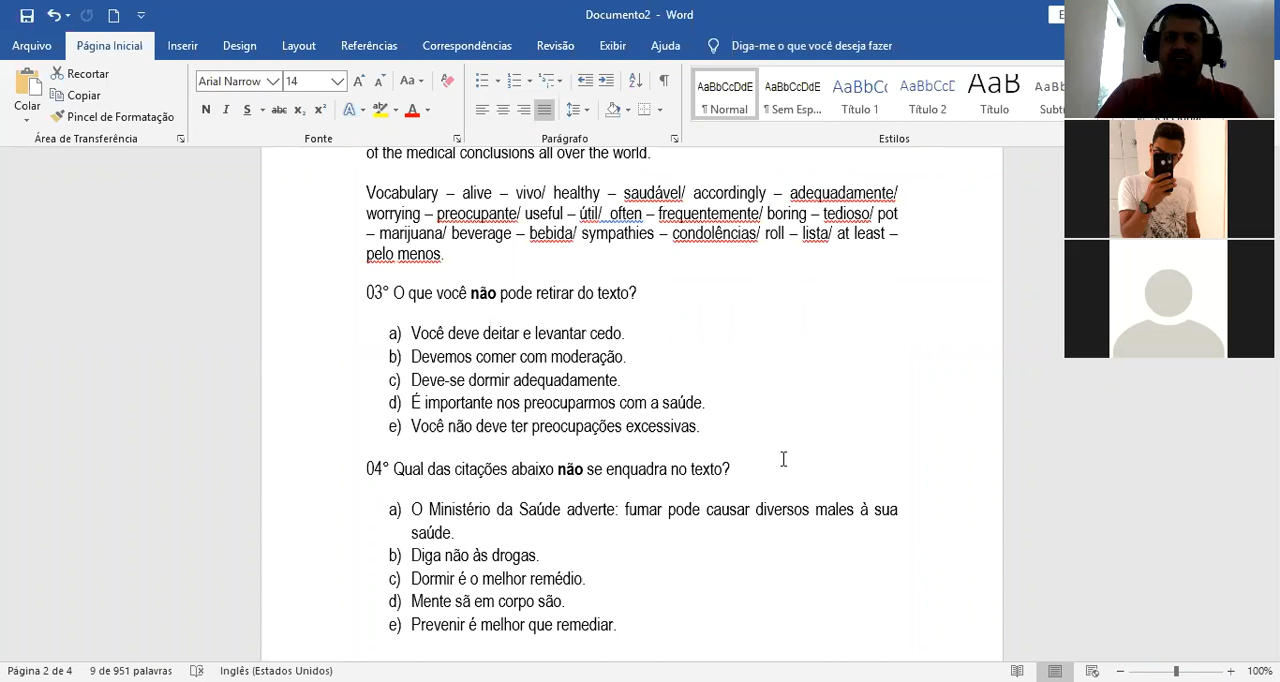 Documento2 - Word
Arquivo Página Inicial Inserir Design Layout Referências Correspondências Revisão Exibir Ajuda Diga-me o que você deseja fazer
Colar
Recortar
Copiar
Pincel de Formatação
Área de Transferência
Arial Narrow 14
Aa
N I S abc x₂ x²
Fonte
Parágrafo
AaBbCcDdE AaBbCcDdE AaBbCc AaBbCcD AaB AaBb
¶ Normal ¶ Sem Esp... Título 1 Título 2 Título
Estilos
of the medical conclusions all over the world.
Vocabulary – alive – vivo/ healthy – saudável/ accordingly – adequadamente/
worrying – preocupante/ useful – útil/ often – frequentemente/ boring – tedioso/ pot
– marijuana/ beverage – bebida/ sympathies – condolências/ roll – lista/ at least –
pelo menos.
03° O que você não pode retirar do texto?
a) Você deve deitar e levantar cedo.
b) Devemos comer com moderação.
c) Deve-se dormir adequadamente.
d) É importante nos preocuparmos com a saúde.
e) Você não deve ter preocupações excessivas.
04° Qual das citações abaixo não se enquadra no texto?
a) O Ministério da Saúde adverte: fumar pode causar diversos males à sua
saúde.
b) Diga não às drogas.
c) Dormir é o melhor remédio.
d) Mente sã em corpo são.
e) Prevenir é melhor que remediar.
Página 2 de 4 9 de 951 palavras Inglês (Estados Unidos) 100%